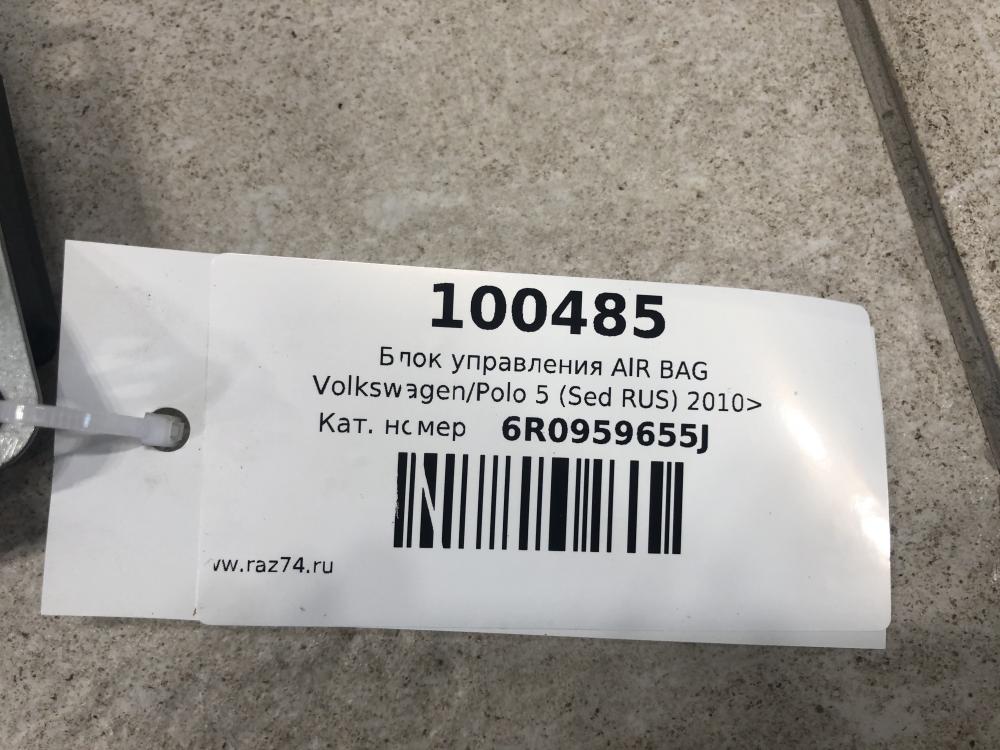 100485
Блок управления AIR BAG
Volkswagen/Polo 5 (Sed RUS) 2010>
Кат. номер 6R0959655J
ww.raz74.ru